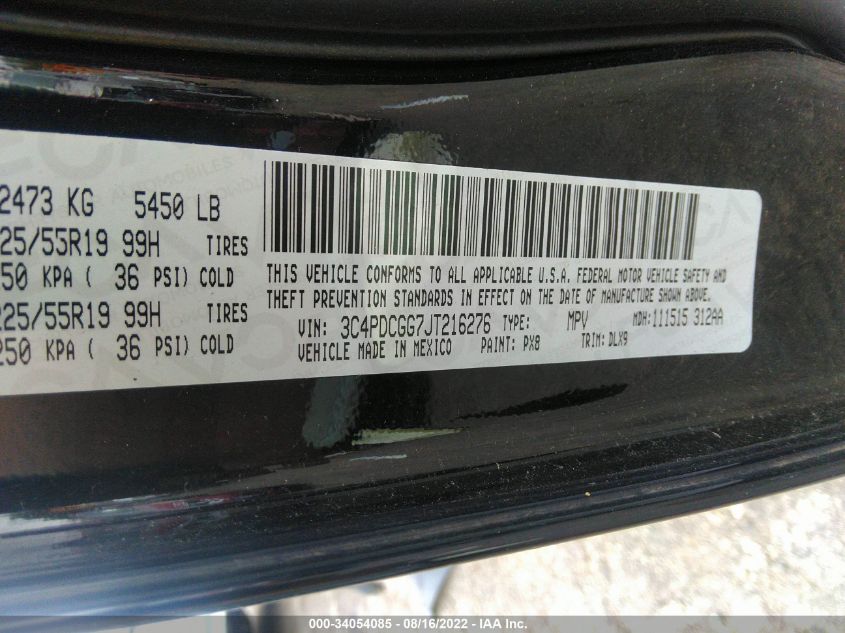 2473 KG 5450 LB
25/55R19 99H TIRES
250 KPA ( 36 PSI) COLD
225/55R19 99H TIRES
250 KPA ( 36 PSI) COLD
THIS VEHICLE CONFORMS TO ALL APPLICABLE U.S.A. FEDERAL MOTOR VEHICLE SAFETY AND
THEFT PREVENTION STANDARDS IN EFFECT ON THE DATE OF MANUFACTURE SHOWN ABOVE
VIN: 3C4PDCGG7JT216276 TYPE: MPV MDH:111515 312AA
VEHICLE MADE IN MEXICO PAINT: PX8 TRIM: DLX9
000-34054085 - 08/16/2022 - IAA Inc.